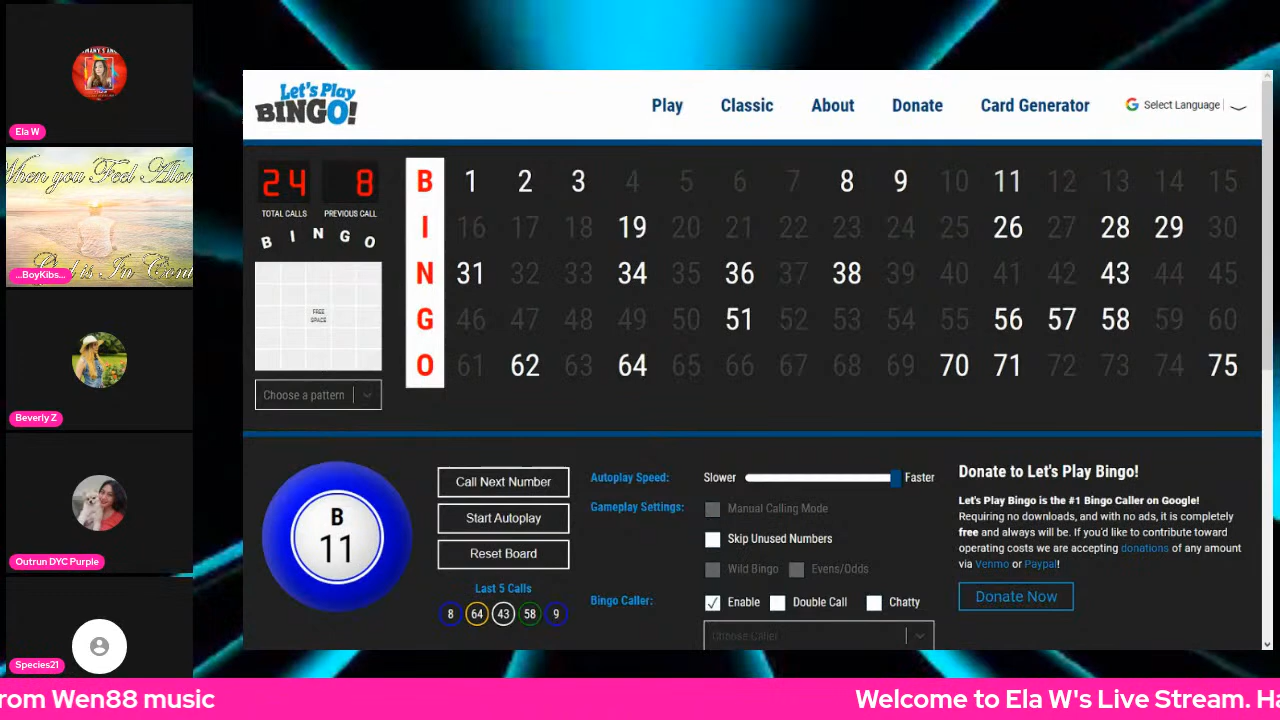 Ela W
When you Feel Alon
God is In Cont
...BoyKibs...
Beverly Z
Outrun DYC Purple
Species21
Let's Play
BINGO!
Play Classic About Donate Card Generator
Select Language
24 8
TOTAL CALLS PREVIOUS CALL
B I N G O
FREE
SPACE
Choose a pattern
B 1 2 3 4 5 6 7 8 9 10 11 12 13 14 15
I 16 17 18 19 20 21 22 23 24 25 26 27 28 29 30
N 31 32 33 34 35 36 37 38 39 40 41 42 43 44 45
G 46 47 48 49 50 51 52 53 54 55 56 57 58 59 60
O 61 62 63 64 65 66 67 68 69 70 71 72 73 74 75
B
11
Call Next Number
Start Autoplay
Reset Board
Last 5 Calls
8 64 43 58 9
Autoplay Speed: Slower Faster
Gameplay Settings: Manual Calling Mode
Skip Unused Numbers
Wild Bingo Evens/Odds
Bingo Caller: Enable Double Call Chatty
Choose Caller
Donate to Let's Play Bingo!
Let's Play Bingo is the #1 Bingo Caller on Google!
Requiring no downloads, and with no ads, it is completely
free and always will be. If you'd like to contribute toward
operating costs we are accepting donations of any amount
via Venmo or Paypal!
Donate Now
rom Wen88 music
Welcome to Ela W's Live Stream. Ha